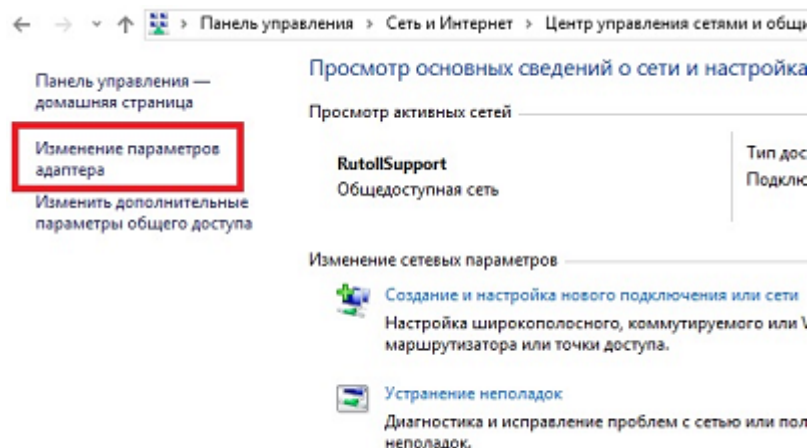 Панель управления > Сеть и Интернет > Центр управления сетями и общи
Панель управления —
домашняя страница
Изменение параметров
адаптера
Изменить дополнительные
параметры общего доступа
Просмотр основных сведений о сети и настройка
Просмотр активных сетей
RutollSupport
Общедоступная сеть
Тип дос
Подклю
Изменение сетевых параметров
Создание и настройка нового подключения или сети
Настройка широкополосного, коммутируемого или V
маршрутизатора или точки доступа.
Устранение неполадок
Диагностика и исправление проблем с сетью или пол
неполадок.